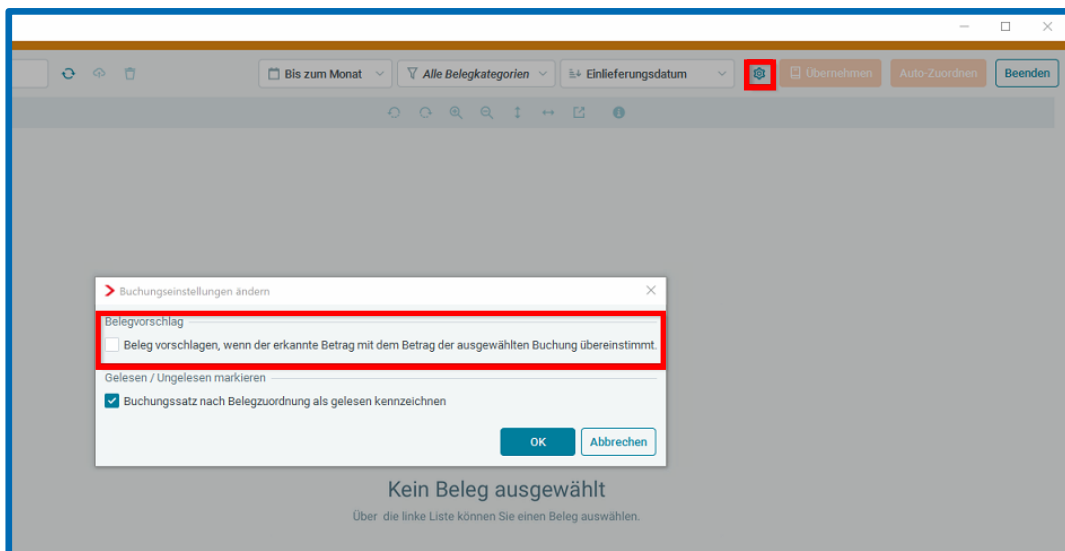 Bis zum Monat
Alle Belegkategorien
Einlieferungsdatum
Übernehmen
Auto-Zuordnen
Beenden
Buchungseinstellungen ändern
Belegvorschlag
Beleg vorschlagen, wenn der erkannte Betrag mit dem Betrag der ausgewählten Buchung übereinstimmt.
Gelesen / Ungelesen markieren
Buchungssatz nach Belegzuordnung als gelesen kennzeichnen
OK
Abbrechen
Kein Beleg ausgewählt
Über die linke Liste können Sie einen Beleg auswählen.